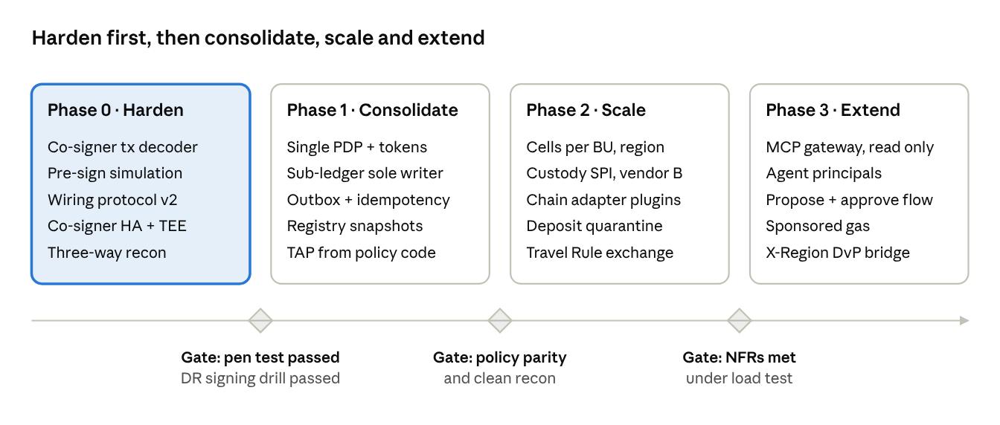 Harden first, then consolidate, scale and extend
Phase 0 · Harden
Co-signer tx decoder
Pre-sign simulation
Wiring protocol v2
Co-signer HA + TEE
Three-way recon
Phase 1 · Consolidate
Single PDP + tokens
Sub-ledger sole writer
Outbox + idempotency
Registry snapshots
TAP from policy code
Phase 2 · Scale
Cells per BU, region
Custody SPI, vendor B
Chain adapter plugins
Deposit quarantine
Travel Rule exchange
Phase 3 · Extend
MCP gateway, read only
Agent principals
Propose + approve flow
Sponsored gas
X-Region DvP bridge
Gate: pen test passed
DR signing drill passed
Gate: policy parity
and clean recon
Gate: NFRs met
under load test